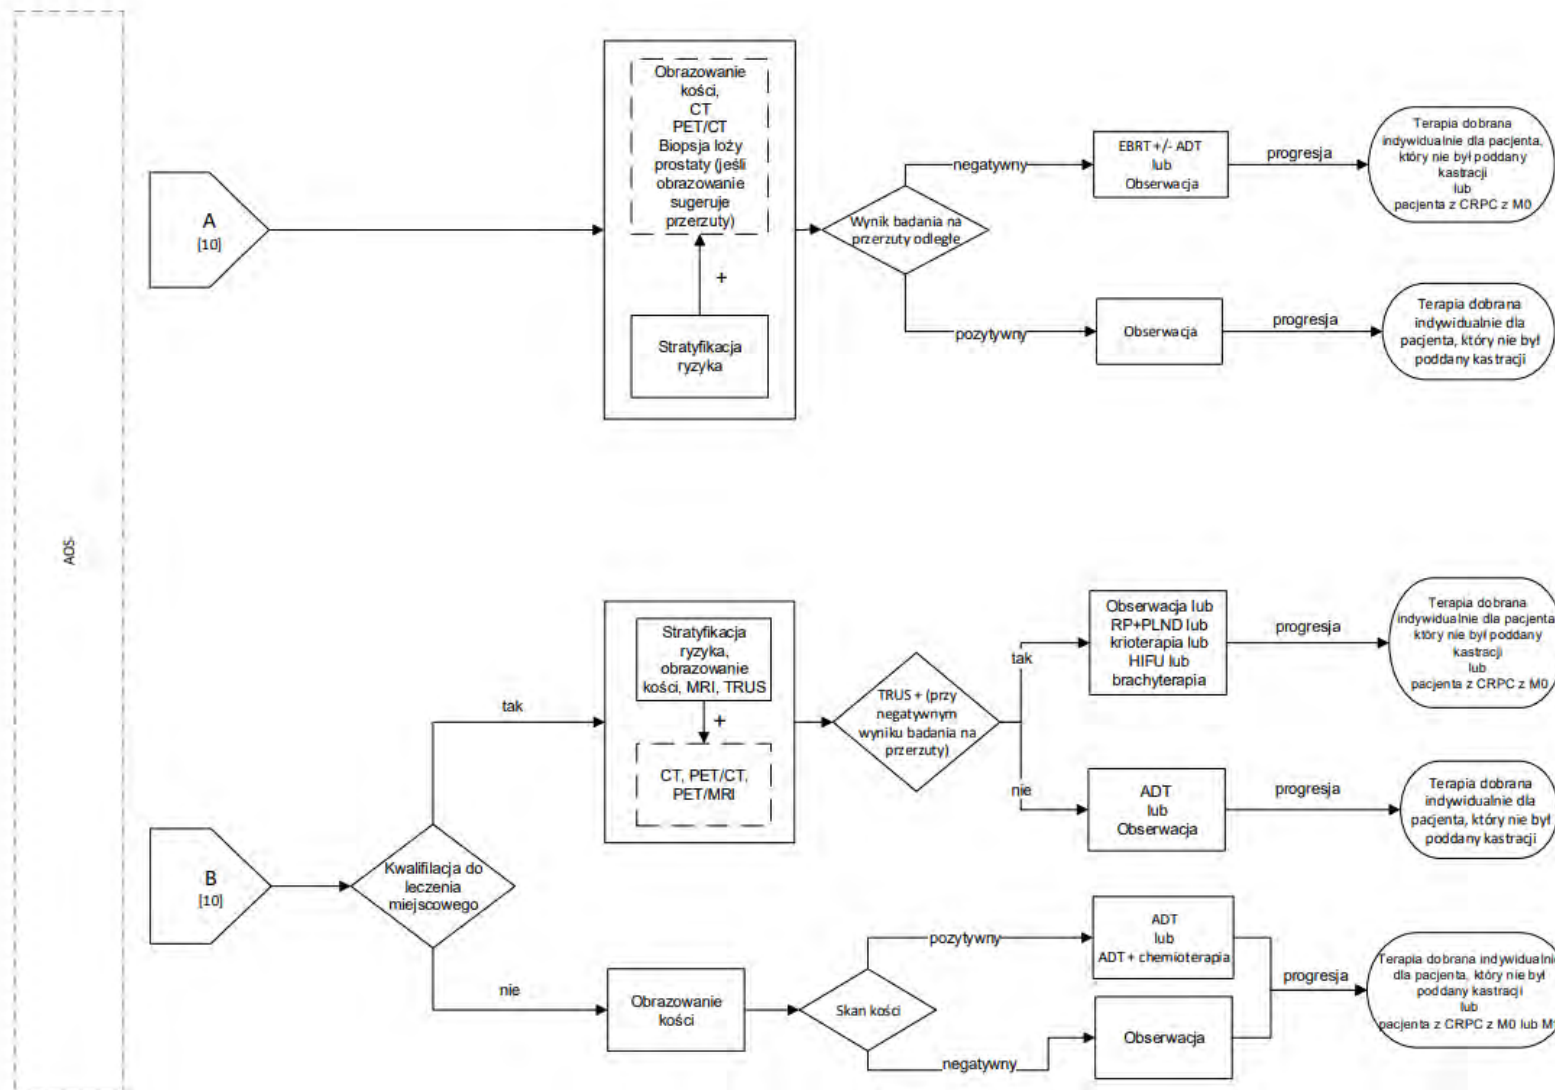 AOS
A
[10]
Obrazowanie
kości,
CT
PET/CT
Biopsja loży
prostaty (jeśli
obrazowanie
sugeruje
przerzuty)
+
Stratyfikacja
ryzyka
Wynik badania na
przerzuty odległe
negatywny
EBRT +/- ADT
lub
Obserwacja
progresja
Terapia dobrana
indywidualnie dla pacjenta,
który nie był poddany
kastracji
lub
pacjenta z CRPC z M0
pozytywny
Obserwacja
progresja
Terapia dobrana
indywidualnie dla
pacjenta, który nie był
poddany kastracji
B
[10]
Kwalifilacja do
leczenia
miejscowego
tak
Stratyfikacja
ryzyka,
obrazowanie
kości, MRI, TRUS
+
CT, PET/CT,
PET/MRI
TRUS + (przy
negatywnym
wyniku badania na
przerzuty)
tak
Obserwacja lub
RP+PLND lub
krioterapia lub
HIFU lub
brachyterapia
progresja
Terapia dobrana
indywidualnie dla pacjenta
który nie był poddany
kastracji
lub
pacjenta z CRPC z M0
nie
ADT
lub
Obserwacja
progresja
Terapia dobrana
indywidualnie dla
pacjenta, który nie był
poddany kastracji
nie
Obrazowanie
kości
Skan kości
pozytywny
ADT
lub
ADT + chemioterapia
negatywny
Obserwacja
progresja
Terapia dobrana indywidualnie
dla pacjenta, który nie był
poddany kastracji
lub
pacjenta z CRPC z M0 lub